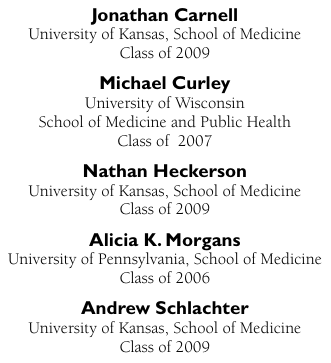 Jonathan Carnell
University of Kansas, School of Medicine
Class of 2009
Michael Curley
University of Wisconsin
School of Medicine and Public Health
Class of  2007
Nathan Heckerson
University of Kansas, School of Medicine
Class of 2009
Alicia K. Morgans
University of Pennsylvania, School of Medicine
Class of 2006
Andrew Schlachter
University of Kansas, School of Medicine
Class of 2009